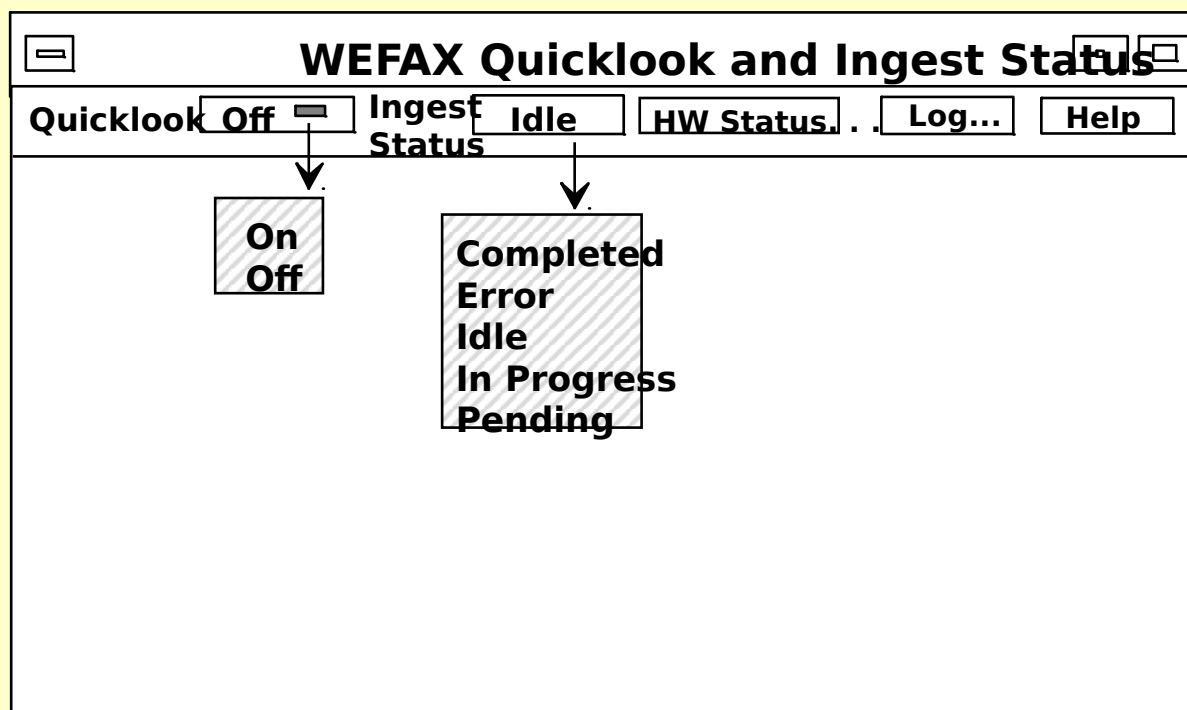 WEFAX Quicklook and Ingest Status
Quicklook Off Ingest Status Idle HW Status. . . Log... Help
On
Off
Completed
Error
Idle
In Progress
Pending